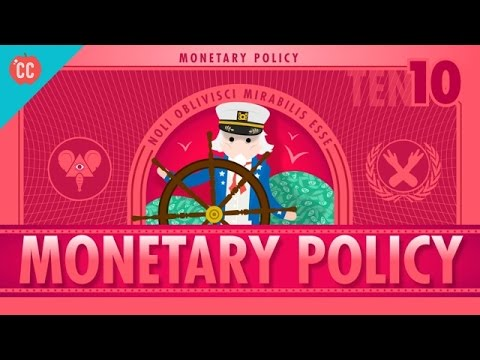 CC
MONETARY POLICY
TEN10
NOLI OBLIVISCI MIRABILIS ESSE
MONETARY POLICY